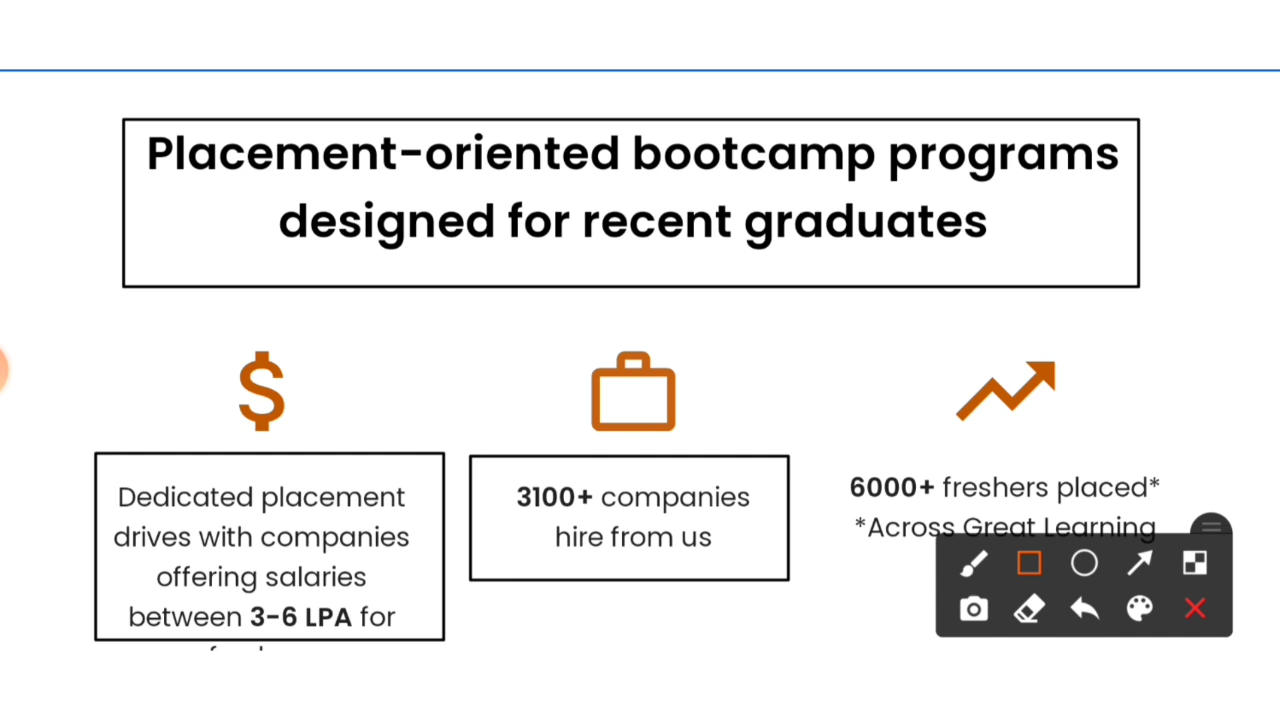 Placement-oriented bootcamp programs
designed for recent graduates
Dedicated placement
drives with companies
offering salaries
between 3-6 LPA for
3100+ companies
hire from us
6000+ freshers placed*
*Across Great Learning